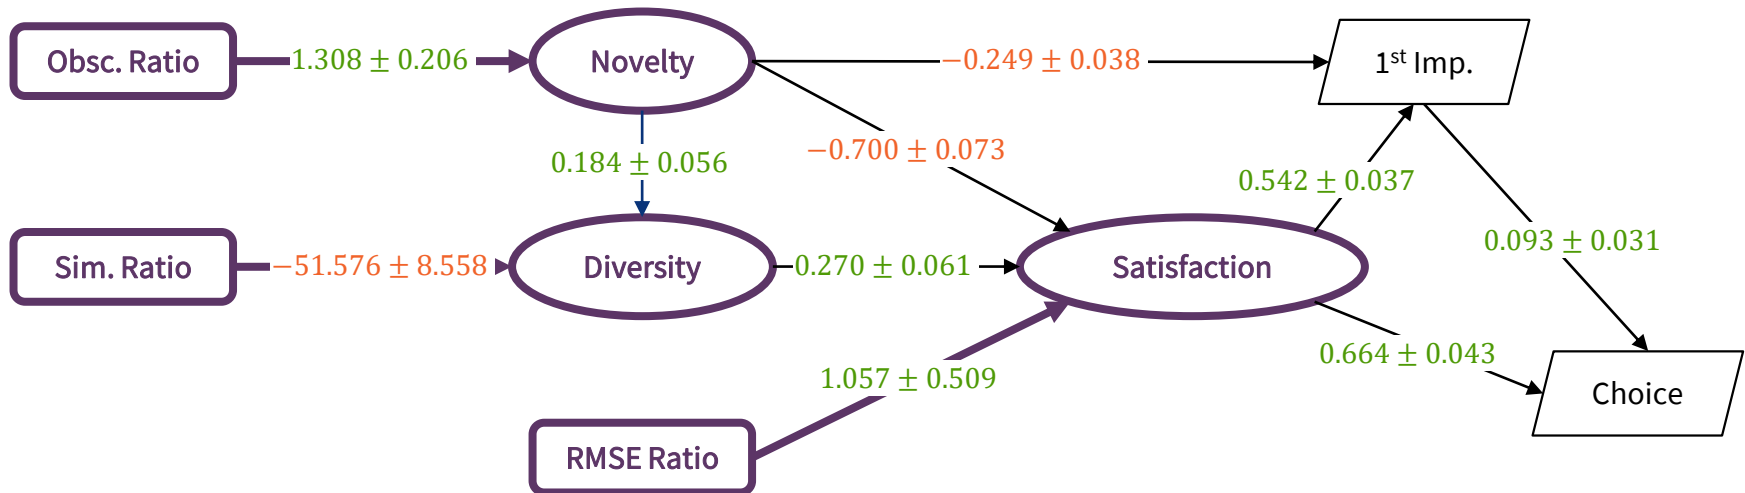 Obsc. Ratio
1.308 ± 0.206
Novelty
−0.249 ± 0.038
1st Imp.
0.184 ± 0.056
−0.700 ± 0.073
0.542 ± 0.037
0.093 ± 0.031
Sim. Ratio
−51.576 ± 8.558
Diversity
0.270 ± 0.061
Satisfaction
1.057 ± 0.509
0.664 ± 0.043
Choice
RMSE Ratio